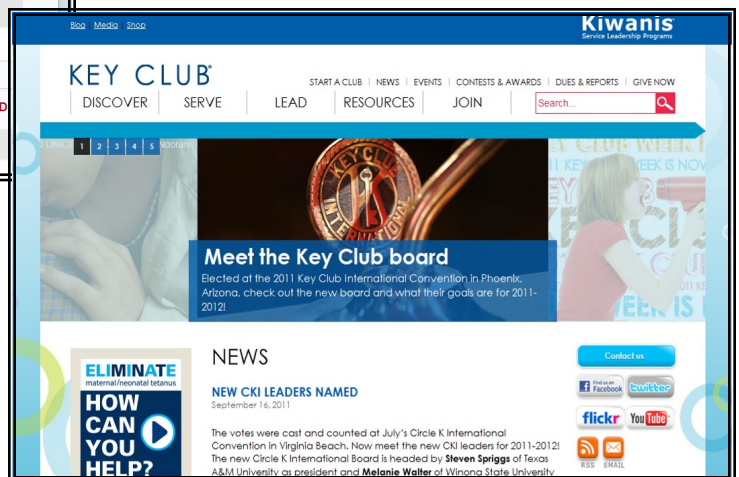 Blog | Media | Shop
Kiwanis
Service Leadership Programs
KEY CLUB
START A CLUB | NEWS | EVENTS | CONTESTS & AWARDS | DUES & REPORTS | GIVE NOW
DISCOVER SERVE LEAD RESOURCES JOIN Search...
D
1 2 3 4 5
KEY CLUB
INTERNATIONAL
Meet the Key Club board
Elected at the 2011 Key Club International Convention in Phoenix,
Arizona, check out the new board and what their goals are for 2011-
2012!
ELIMINATE
maternal/neonatal tetanus
HOW
CAN
YOU
HELP?
NEWS
NEW CKI LEADERS NAMED
September 16, 2011
The votes were cast and counted at July's Circle K International
Convention in Virginia Beach. Now meet the new CKI leaders for 2011-2012!
The new Circle K International Board is headed by Steven Spriggs of Texas
A&M University as president and Melanie Walter of Winona State University
Contact us
Find us on
Facebook
twitter
flickr
YouTube
RSS EMAIL